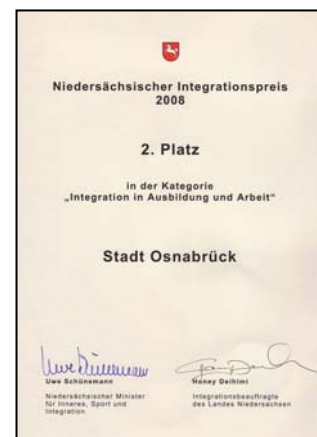 Niedersächsischer Integrationspreis
2008
2. Platz
in der Kategorie
„Integration in Ausbildung und Arbeit"
Stadt Osnabrück
Uwe Schünemann
Niedersächsischer Minister
für Inneres, Sport und
Integration
Honey Deihimi
Integrationsbeauftragte
des Landes Niedersachsen